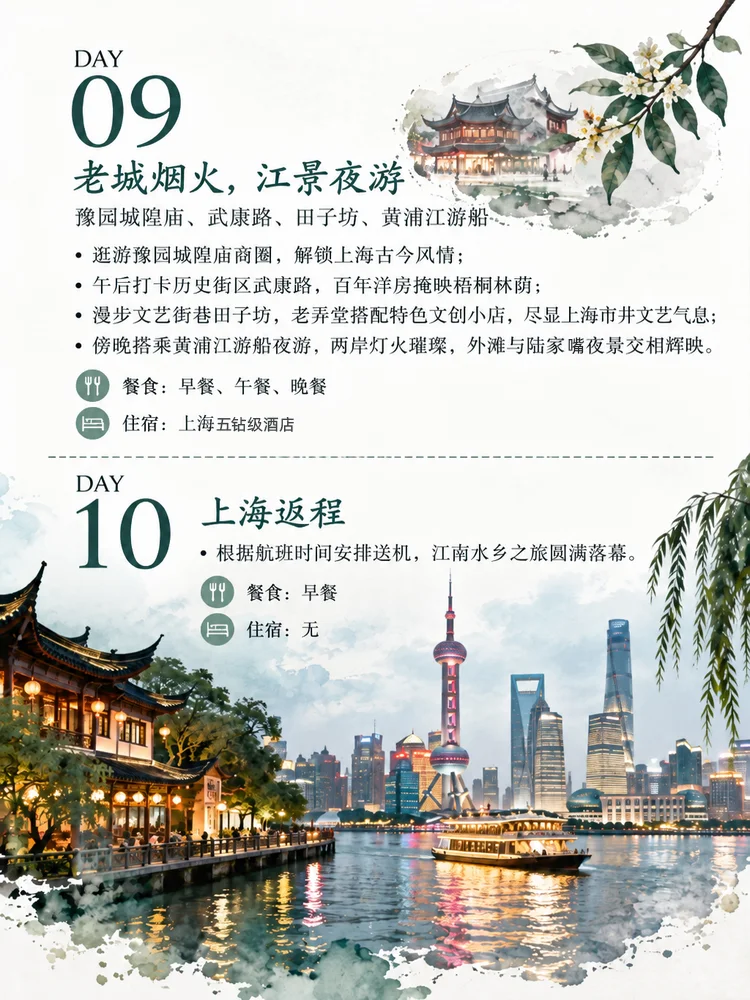 DAY
09
老城烟火，江景夜游
豫园城隍庙、武康路、田子坊、黄浦江游船
• 逛游豫园城隍庙商圈，解锁上海古今风情；
• 午后打卡历史街区武康路，百年洋房掩映梧桐林荫；
• 漫步文艺街巷田子坊，老弄堂搭配特色文创小店，尽显上海市井文艺气息；
• 傍晚搭乘黄浦江游船夜游，两岸灯火璀璨，外滩与陆家嘴夜景交相辉映。
餐食：早餐、午餐、晚餐
住宿：上海五钻级酒店
DAY
10
上海返程
• 根据航班时间安排送机，江南水乡之旅圆满落幕。
餐食：早餐
住宿：无